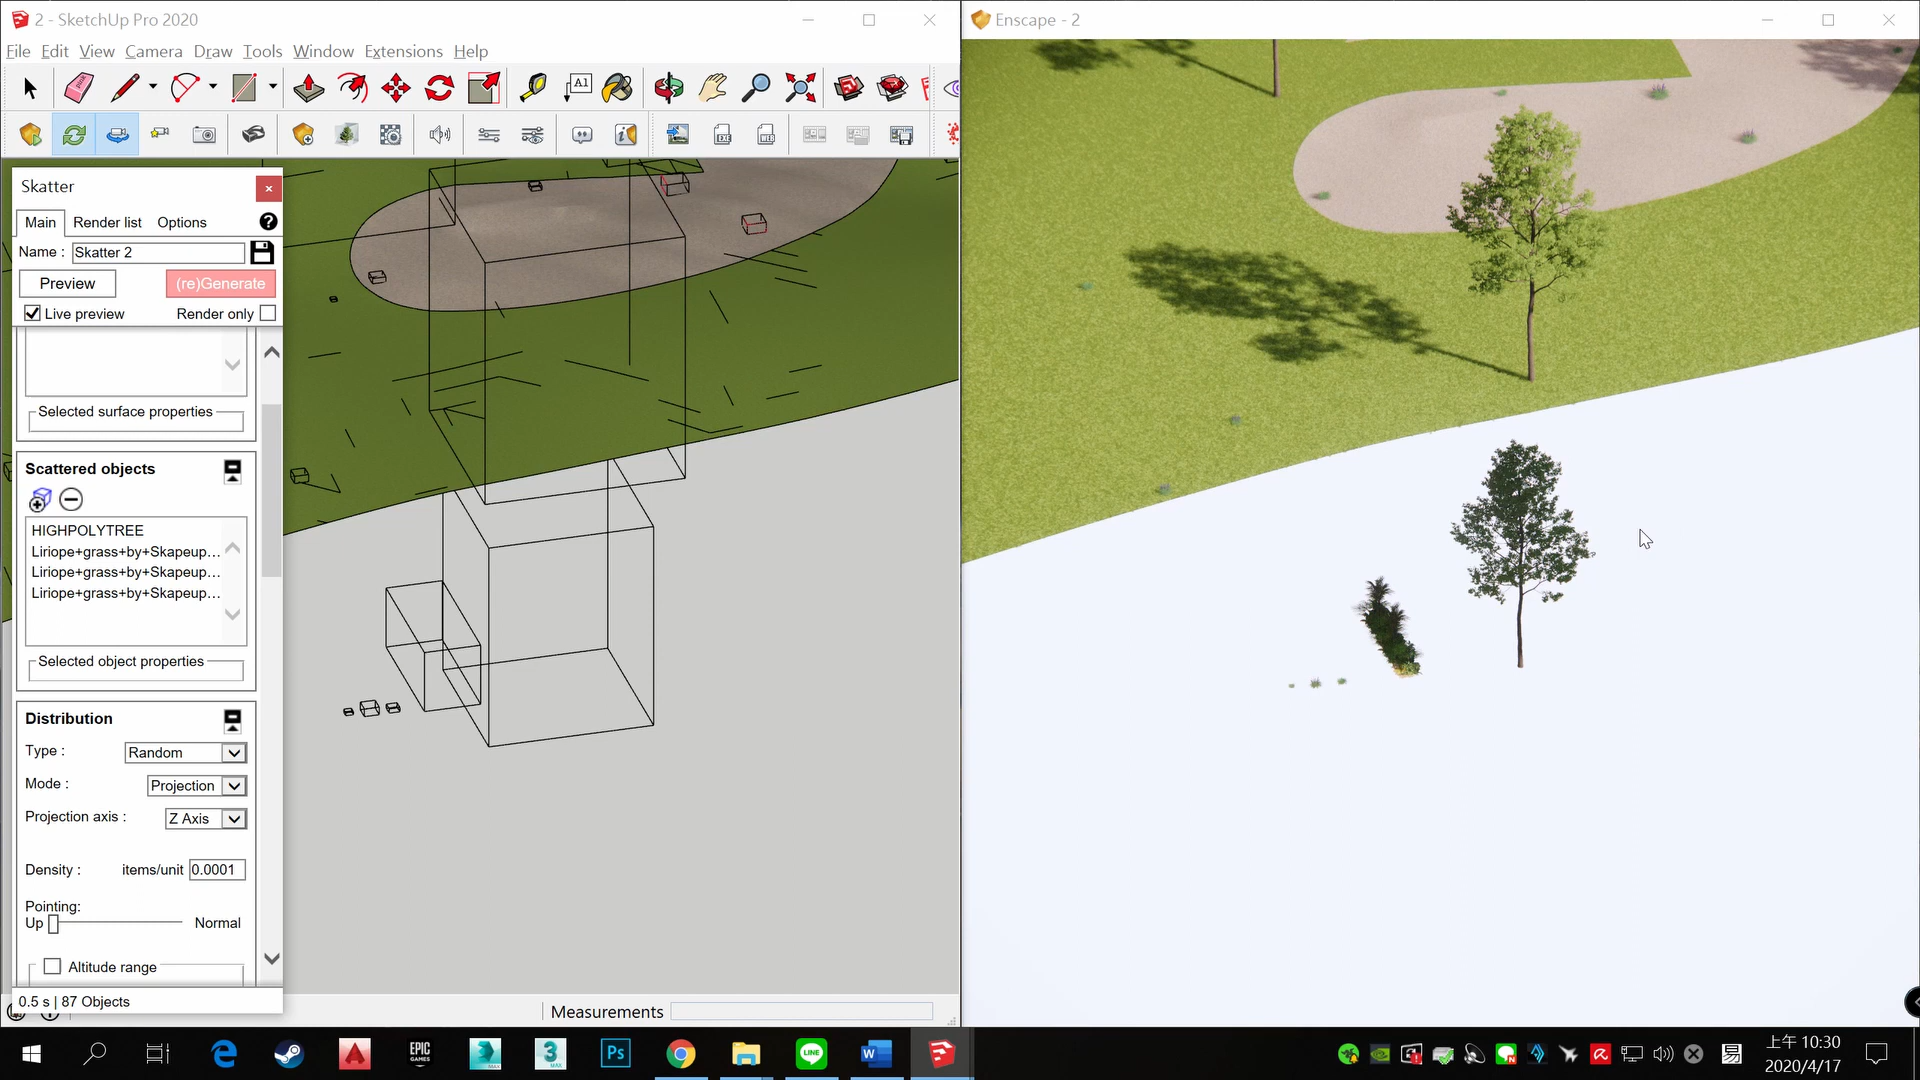 2 - SketchUp Pro 2020
File Edit View Camera Draw Tools Window Extensions Help
Skatter
Main Render list Options
Name : Skatter 2
Preview (re)Generate
Live preview Render only
Selected surface properties
Scattered objects
HIGHPOLYTREE
Liriope+grass+by+Skapeup...
Liriope+grass+by+Skapeup...
Liriope+grass+by+Skapeup...
Selected object properties
Distribution
Type : Random
Mode : Projection
Projection axis : Z Axis
Density : items/unit 0.0001
Pointing:
Up Normal
Altitude range
0.5 s | 87 Objects
Measurements
Enscape - 2
EPIC
GAMES
Ps
LINE
上午 10:30
2020/4/17